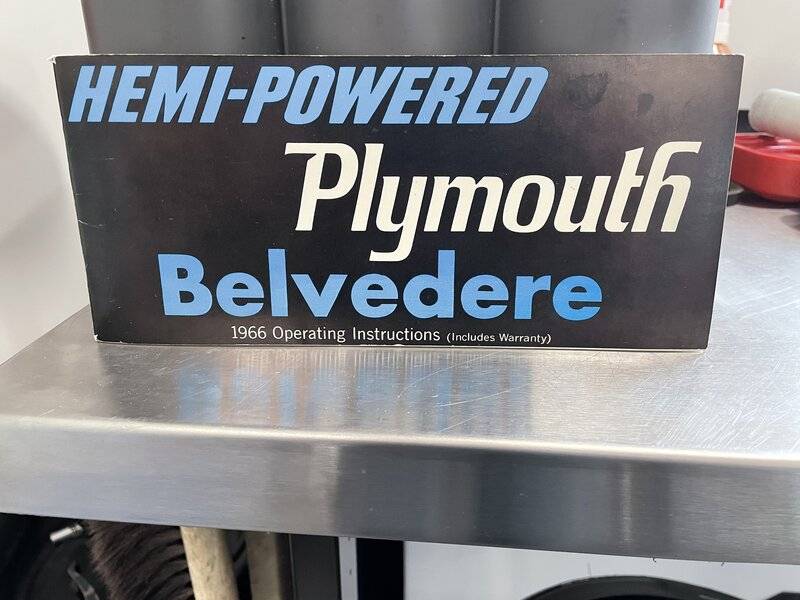 HEMI-POWERED
Plymouth
Belvedere
1966 Operating Instructions (Includes Warranty)